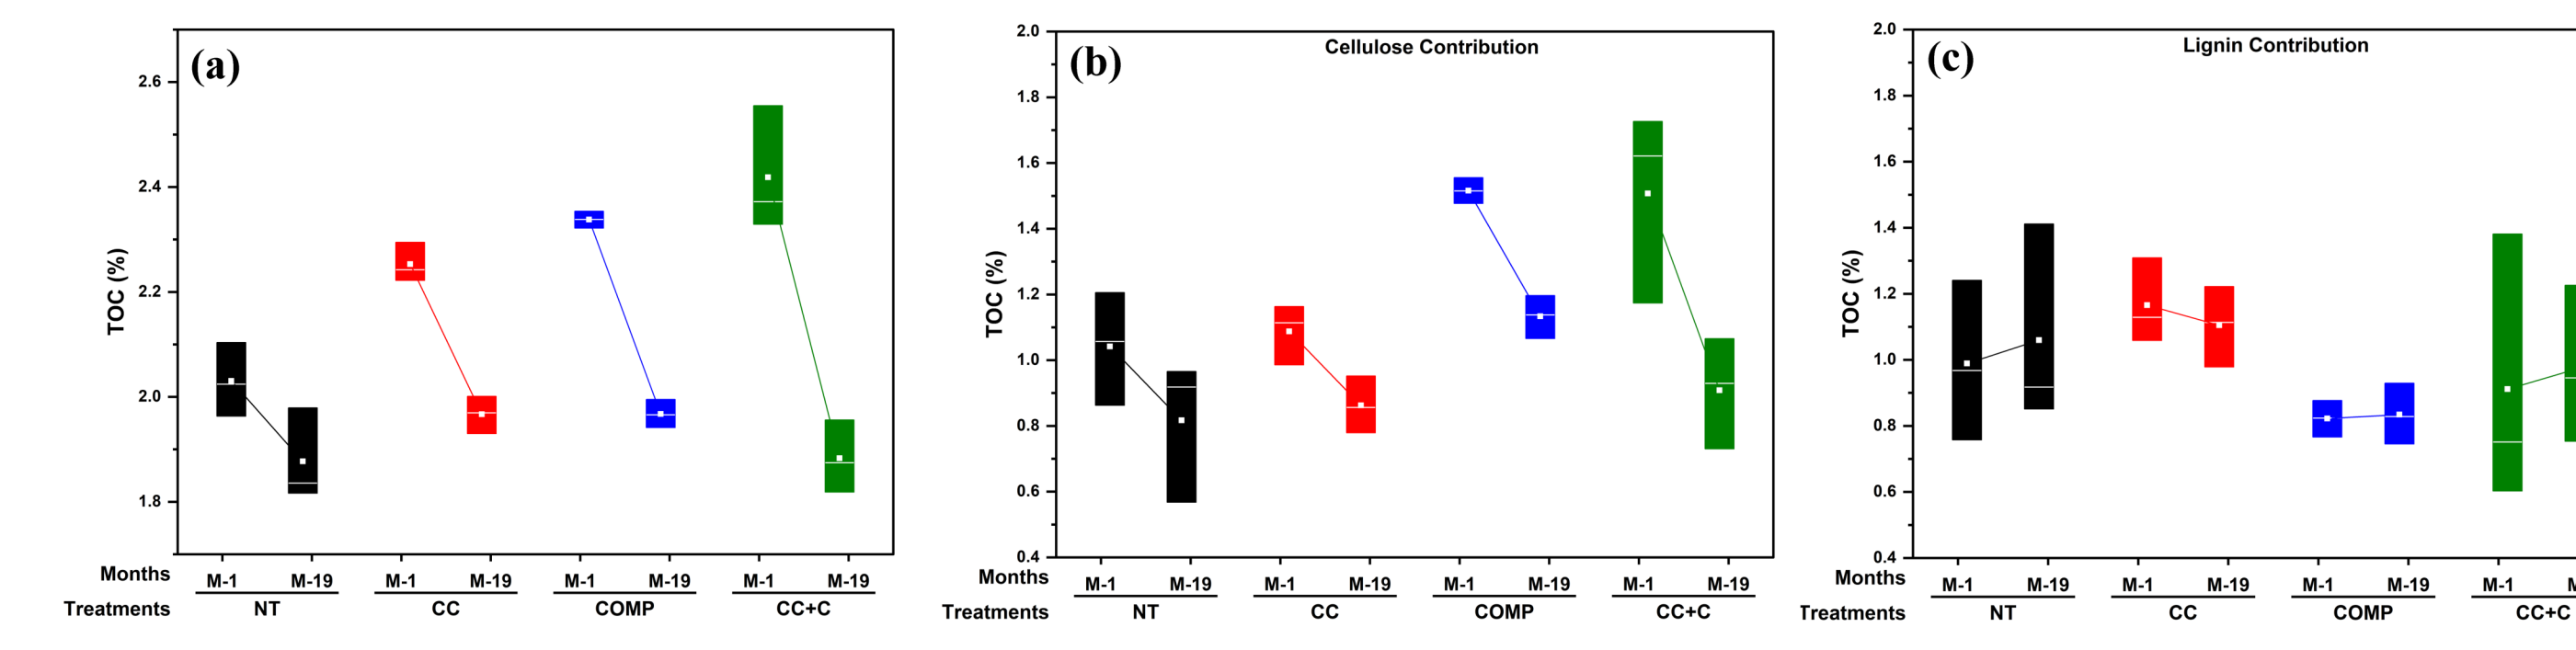 (a)
2.6
2.4
2.2
2.0
1.8
TOC (%)
Months M-1 M-19 M-1 M-19 M-1 M-19 M-1 M-19
Treatments NT CC COMP CC+C
(b)
Cellulose Contribution
2.0
1.8
1.6
1.4
1.2
1.0
0.8
0.6
0.4
TOC (%)
Months M-1 M-19 M-1 M-19 M-1 M-19 M-1 M-19
Treatments NT CC COMP CC+C
(c)
Lignin Contribution
2.0
1.8
1.6
1.4
1.2
1.0
0.8
0.6
0.4
TOC (%)
Months M-1 M-19 M-1 M-19 M-1 M-19 M-1
Treatments NT CC COMP CC+C